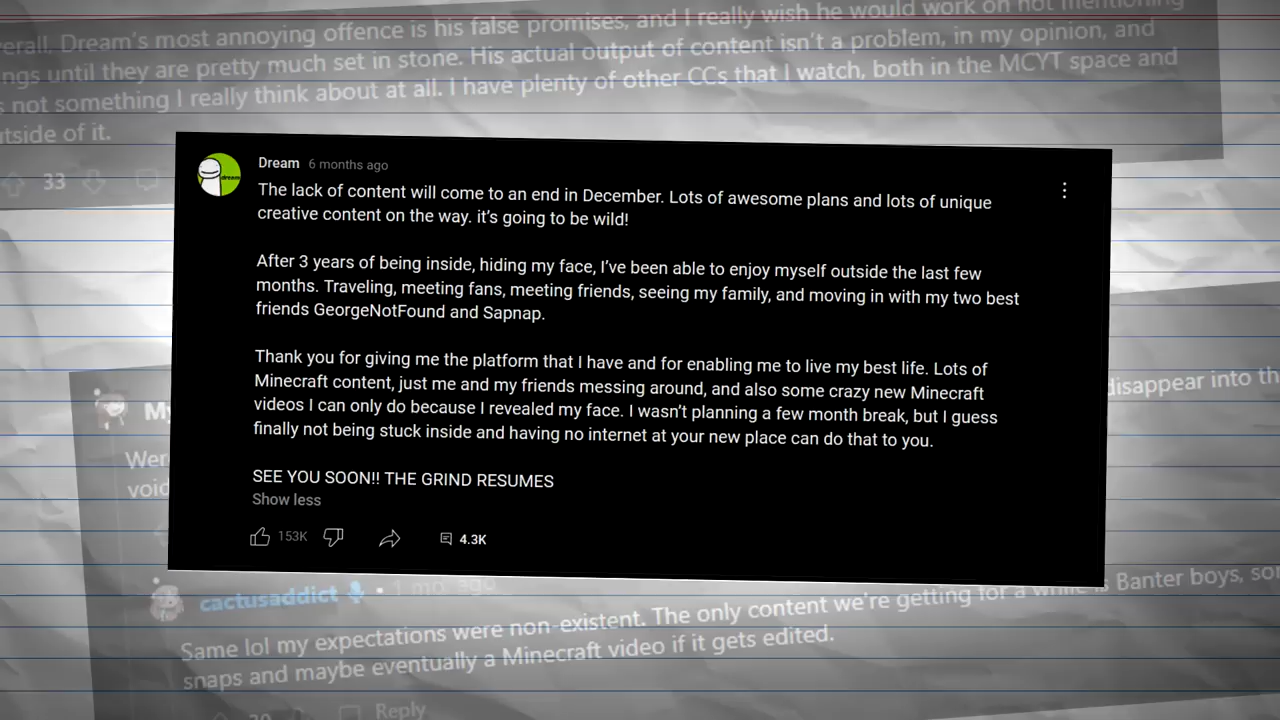 erall. Dream's most annoying offence is his false promises, and I really wish he would work on not mentioning
ngs until they are pretty much set in stone. His actual output of content isn't a problem, in my opinion, and
s not something I really think about at all. I have plenty of other CCs that I watch, both in the MCYT space and
tside of it.
33
Dream 6 months ago
The lack of content will come to an end in December. Lots of awesome plans and lots of unique
creative content on the way. it's going to be wild!
After 3 years of being inside, hiding my face, I've been able to enjoy myself outside the last few
months. Traveling, meeting fans, meeting friends, seeing my family, and moving in with my two best
friends GeorgeNotFound and Sapnap.
Thank you for giving me the platform that I have and for enabling me to live my best life. Lots of
Minecraft content, just me and my friends messing around, and also some crazy new Minecraft
videos I can only do because I revealed my face. I wasn't planning a few month break, but I guess
finally not being stuck inside and having no internet at your new place can do that to you.
SEE YOU SOON!! THE GRIND RESUMES
Show less
153K 4.3K
My
disappear into th
Wer
void
cactusaddict • 1 mo. ago
Same lol my expectations were non-existent. The only content we're getting for a while is Banter boys, so
snaps and maybe eventually a Minecraft video if it gets edited.
Reply